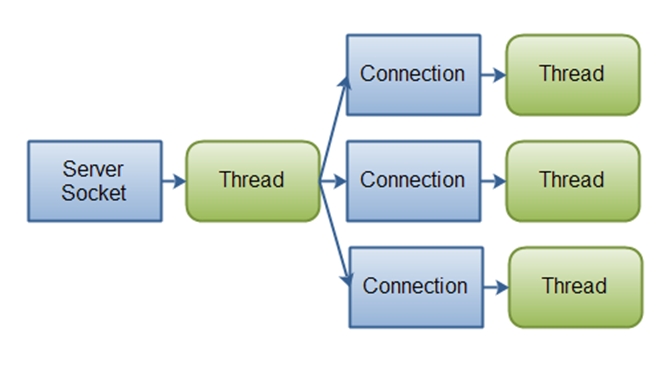 Server
Socket
Thread
Connection
Thread
Connection
Thread
Connection
Thread